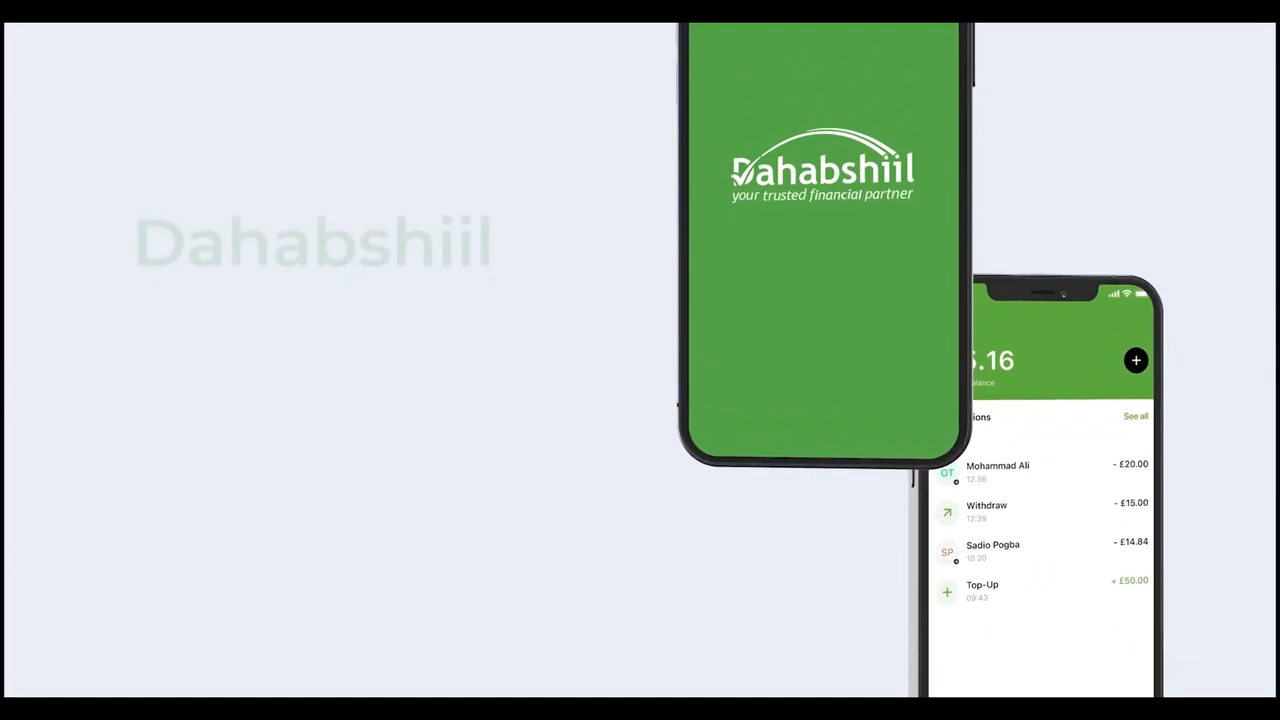 Dahabshiil
your trusted financial partner
Dahabshiil
.16
alance
ions
See all
Mohammad Ali
- £20.00
12:36
Withdraw
- £15.00
12:39
SP
Sadio Pogba
- £14.84
10:20
Top-Up
+ £50.00
09:43